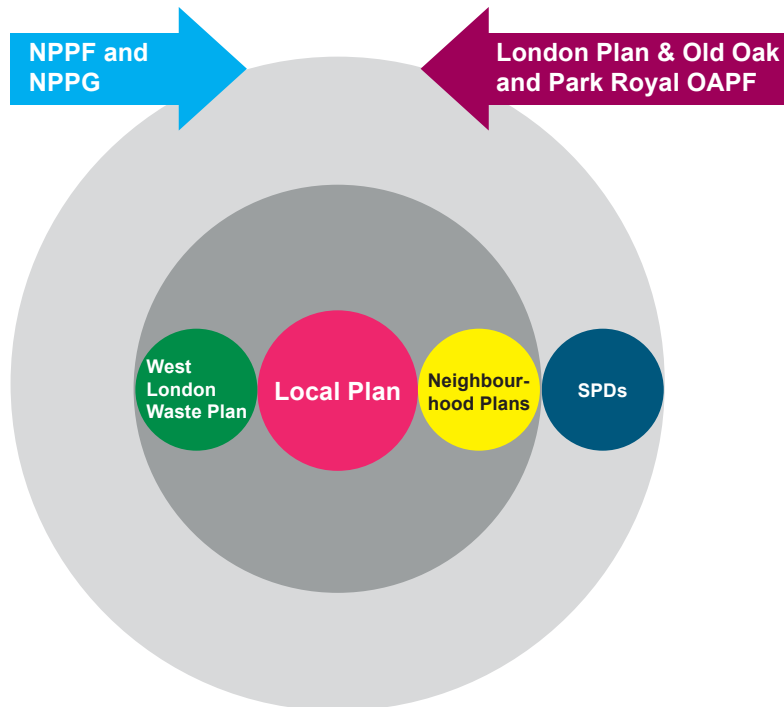 NPPF and
NPPG
London Plan & Old Oak
and Park Royal OAPF
West
London
Waste Plan
Local Plan
Neighbour-
hood Plans
SPDs